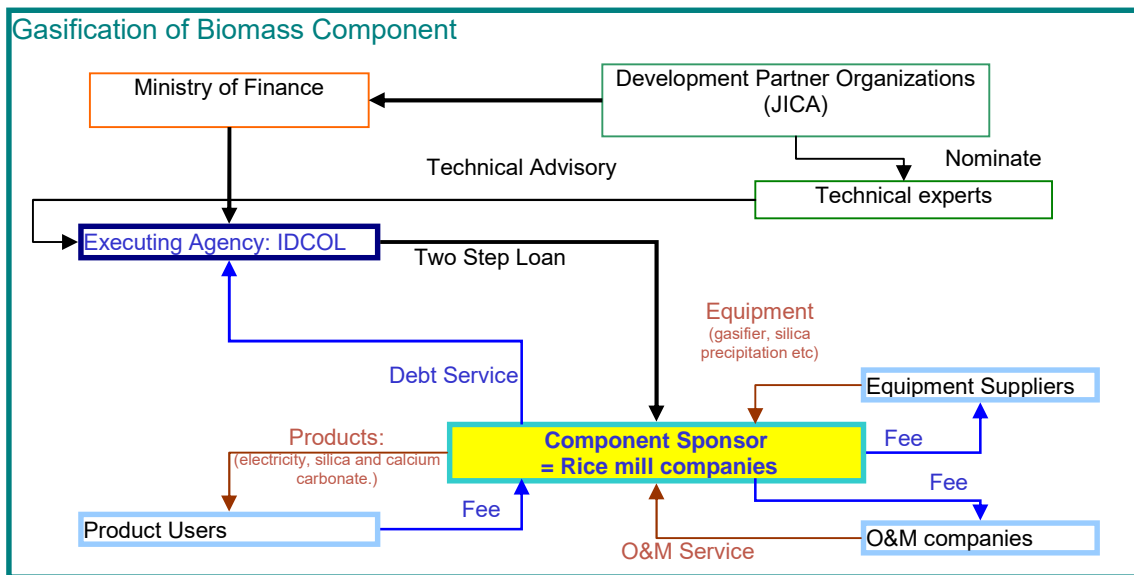 Gasification of Biomass Component
Ministry of Finance
Development Partner Organizations
(JICA)
Nominate
Technical Advisory
Technical experts
Executing Agency: IDCOL
Two Step Loan
Equipment
(gasifier, silica
precipitation etc)
Debt Service
Equipment Suppliers
Products:
(electricity, silica and calcium
carbonate.)
Component Sponsor
= Rice mill companies
Fee
Fee
Fee
Product Users
O&M Service
O&M companies